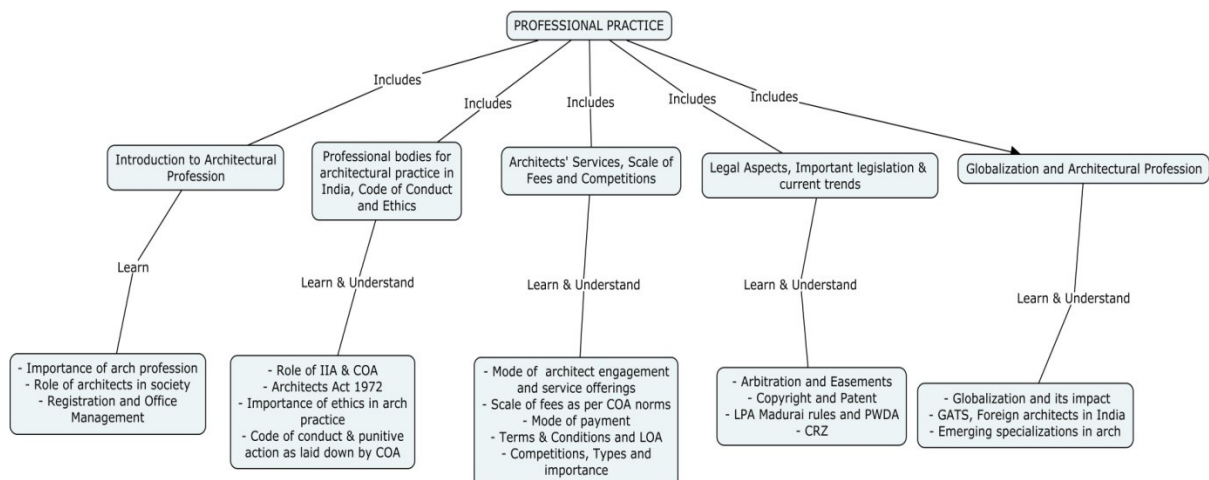 PROFESSIONAL PRACTICE
Includes
Includes
Includes
Includes
Includes
Introduction to Architectural
Profession
Professional bodies for
architectural practice in
India, Code of Conduct
and Ethics
Architects' Services, Scale of
Fees and Competitions
Legal Aspects, Important legislation &
current trends
Globalization and Architectural Profession
Learn
Learn & Understand
Learn & Understand
Learn & Understand
Learn & Understand
- Importance of arch profession
- Role of architects in society
- Registration and Office
Management
- Role of IIA & COA
- Architects Act 1972
- Importance of ethics in arch
practice
- Code of conduct & punitive
action as laid down by COA
- Mode of architect engagement
and service offerings
- Scale of fees as per COA norms
- Mode of payment
- Terms & Conditions and LOA
- Competitions, Types and
importance
- Arbitration and Easements
- Copyright and Patent
- LPA Madurai rules and PWDA
- CRZ
- Globalization and its impact
- GATS, Foreign architects in India
- Emerging specializations in arch